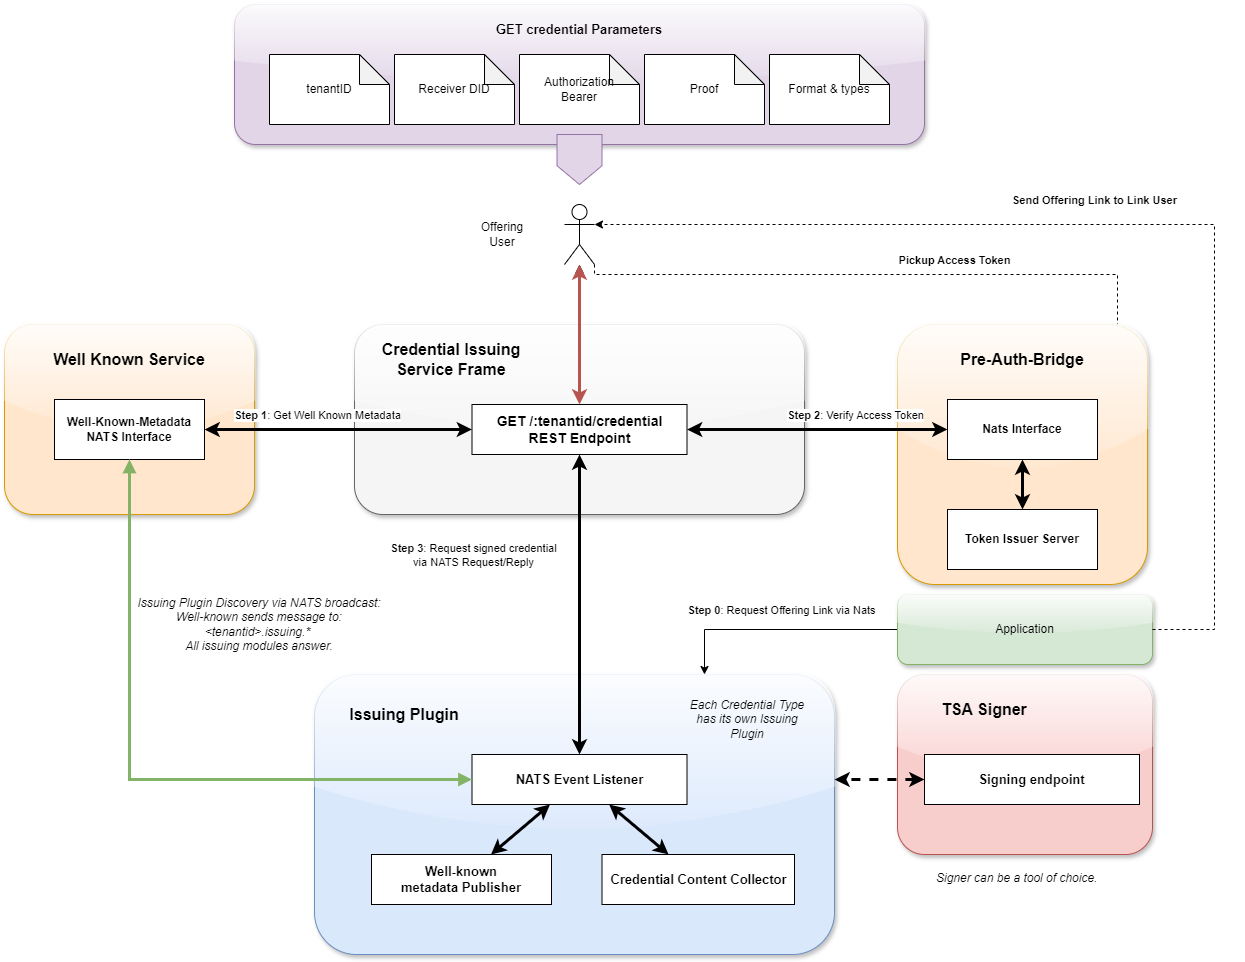 GET credential Parameters
tenantID
Receiver DID
Authorization
Bearer
Proof
Format & types
Offering
User
Send Offering Link to Link User
Pickup Access Token
Well Known Service
Well-Known-Metadata
NATS Interface
Step 1: Get Well Known Metadata
Credential Issuing
Service Frame
GET /:tenantid/credential
REST Endpoint
Step 2: Verify Access Token
Pre-Auth-Bridge
Nats Interface
Token Issuer Server
Step 3: Request signed credential
via NATS Request/Reply
Issuing Plugin Discovery via NATS broadcast:
Well-known sends message to:
<tenantid>.issuing.*
All issuing modules answer.
Step 0: Request Offering Link via Nats
Application
Issuing Plugin
Each Credential Type
has its own Issuing
Plugin
NATS Event Listener
Well-known
metadata Publisher
Credential Content Collector
TSA Signer
Signing endpoint
Signer can be a tool of choice.